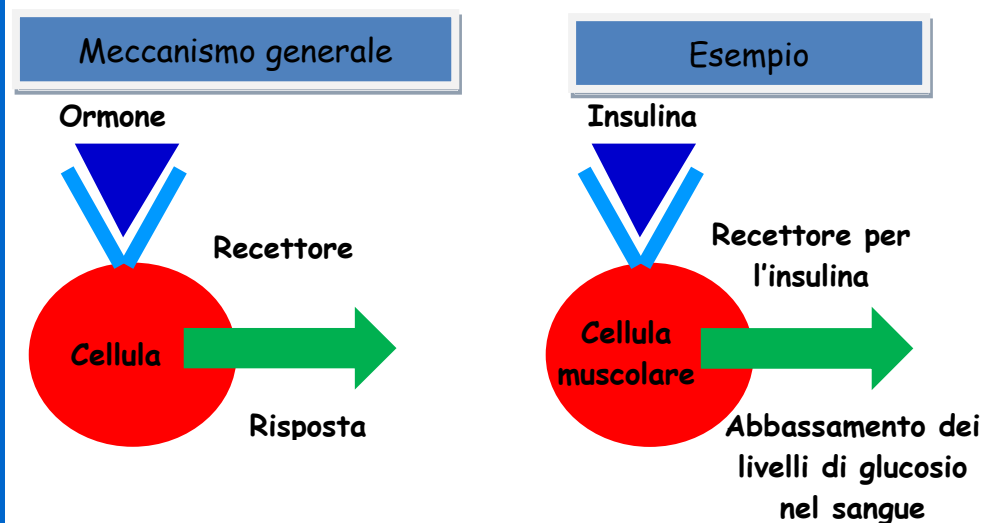 Meccanismo generale
Ormone
Recettore
Cellula
Risposta
Esempio
Insulina
Recettore per
l'insulina
Cellula
muscolare
Abbassamento dei
livelli di glucosio
nel sangue